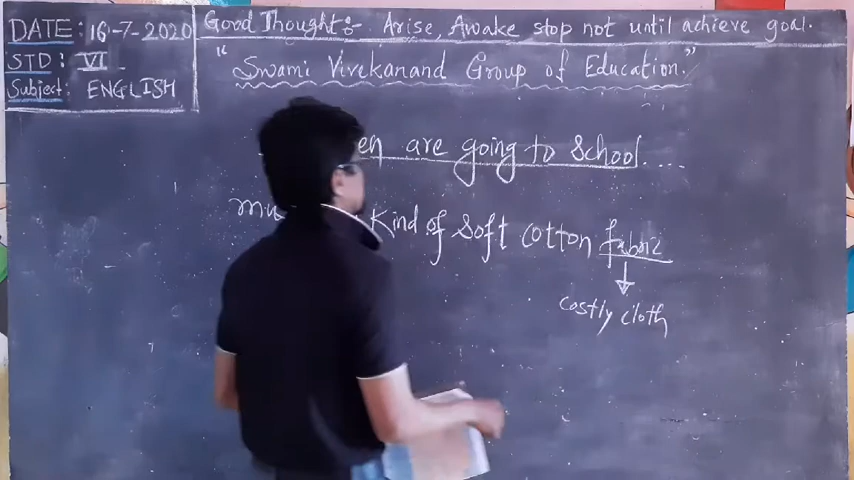 DATE: 16-7-2020
STD: VI
Subject: ENGLISH
Good Thought:- Arise, Awake stop not until achieve goal.
"Swami Vivekanand Group of Education."
en are going to School....
mu Kind of Soft cotton fabric
costly cloth